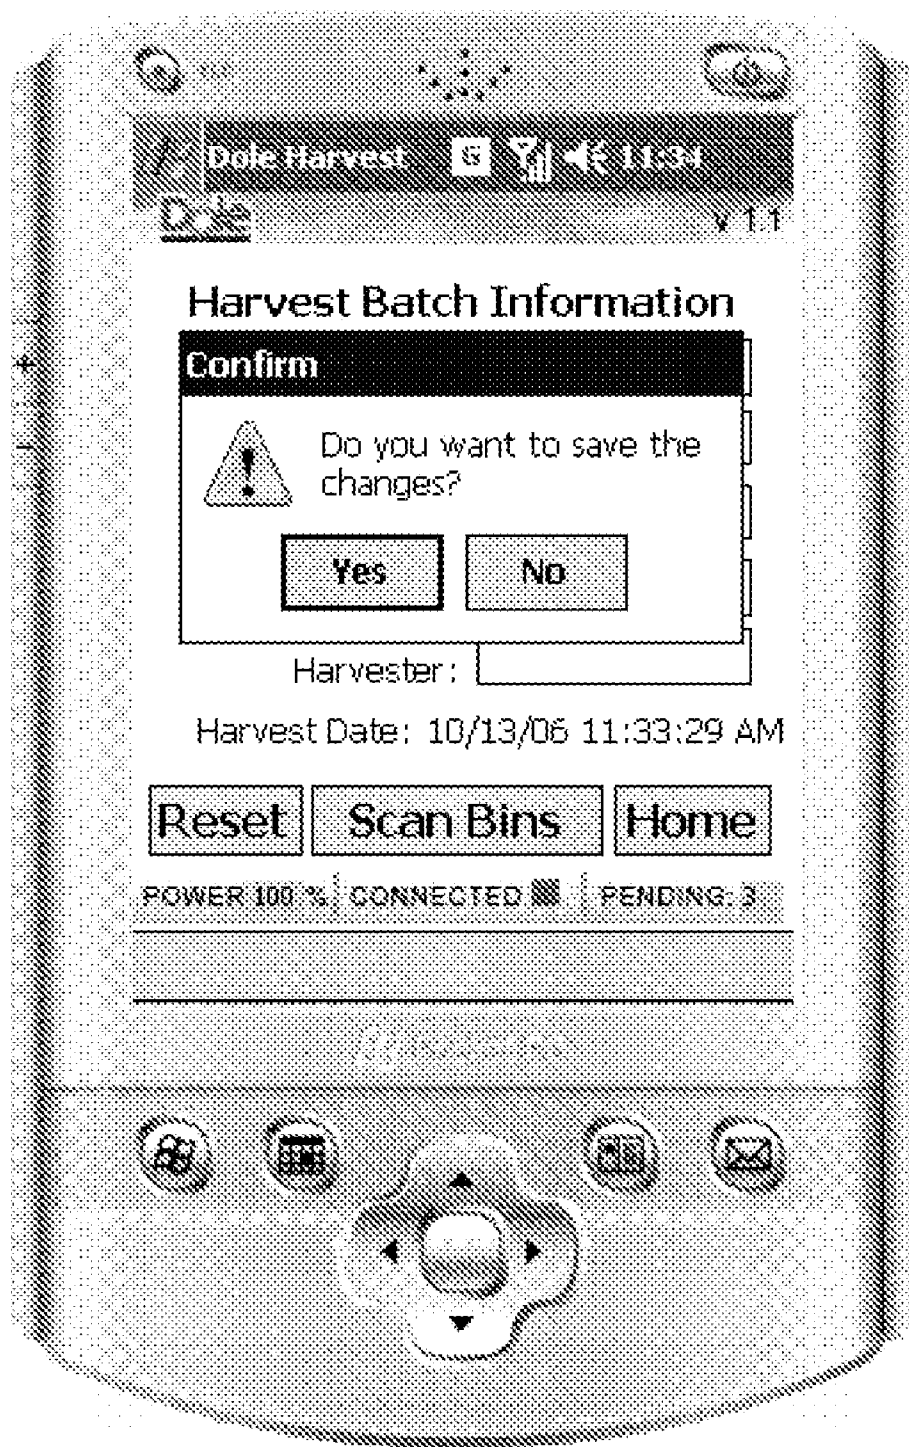 Dole Harvest G 11:34
Dole v 1.1
Harvest Batch Information
Confirm
Do you want to save the
changes?
Yes No
Harvester:
Harvest Date: 10/13/06 11:33:29 AM
Reset Scan Bins Home
POWER 100 % CONNECTED PENDING: 3